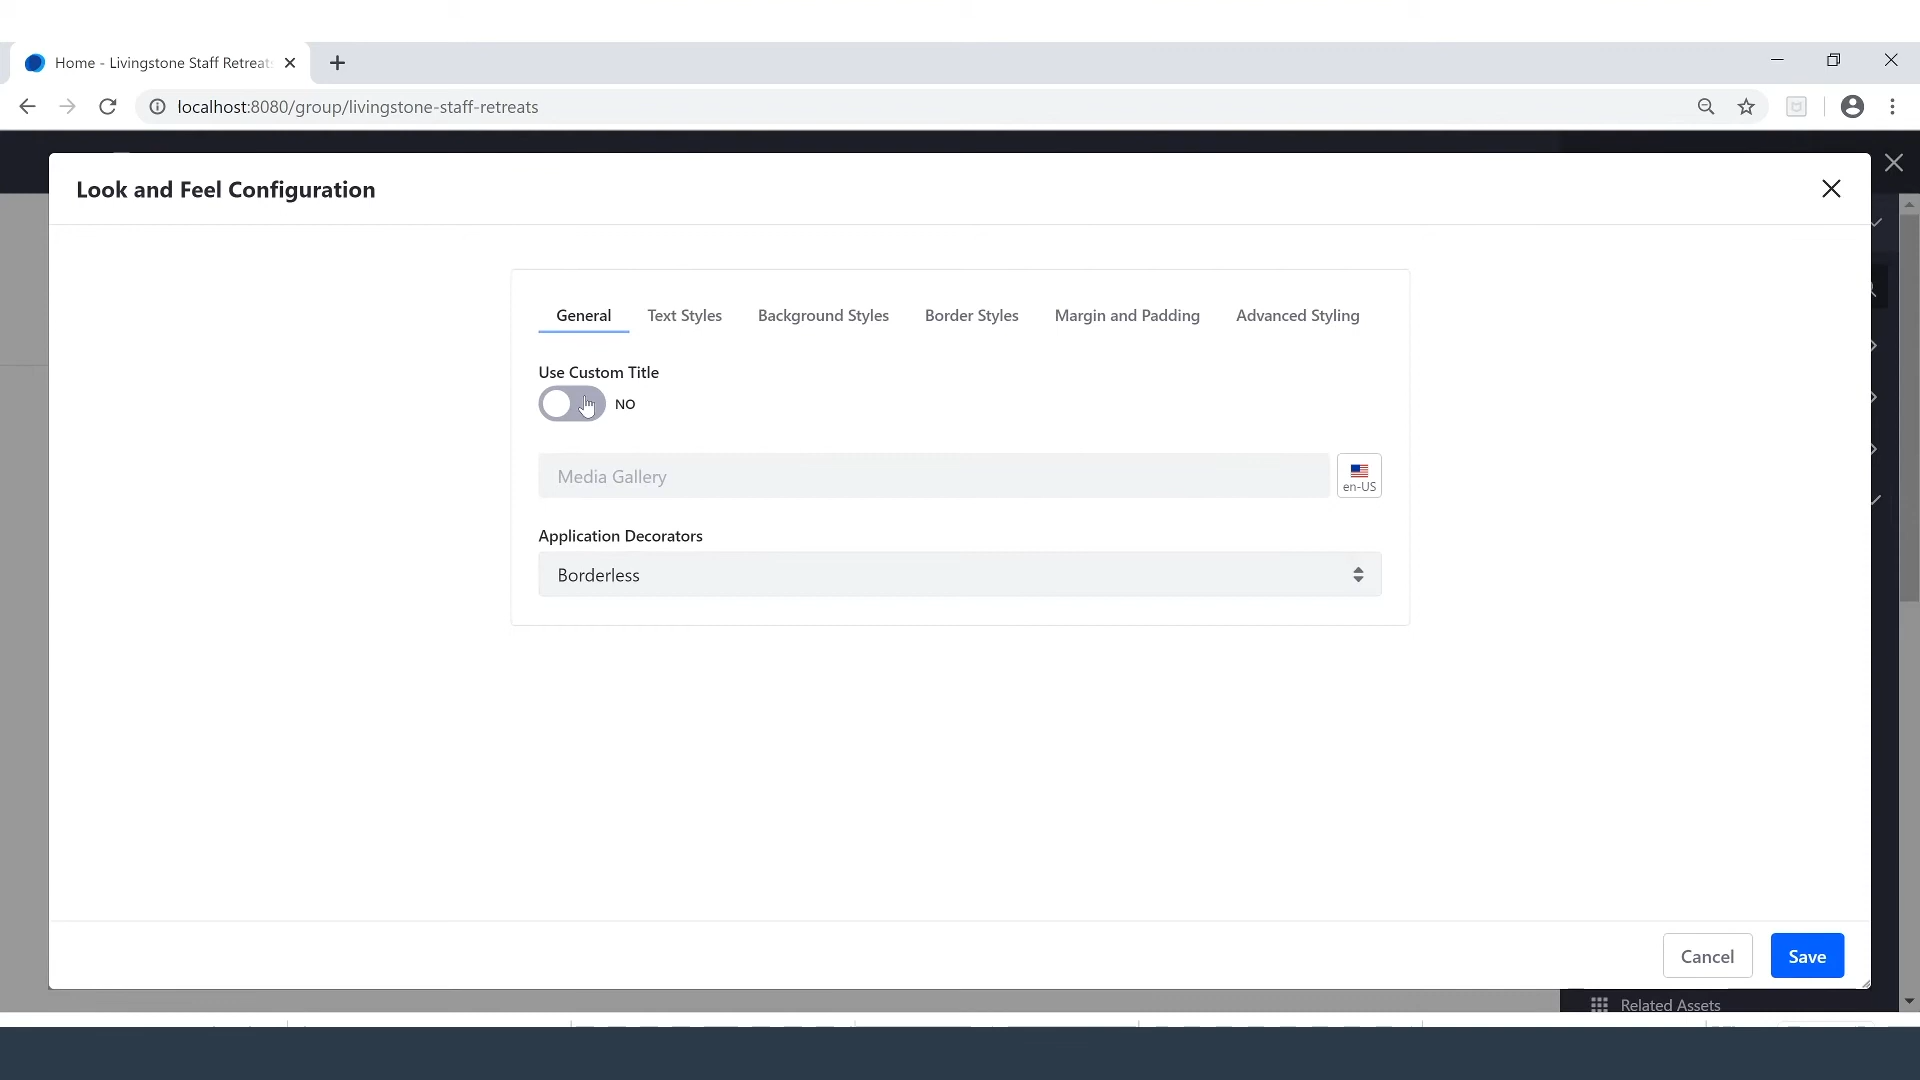 Home - Livingstone Staff Retreats
localhost:8080/group/livingstone-staff-retreats
Look and Feel Configuration
General Text Styles Background Styles Border Styles Margin and Padding Advanced Styling
Use Custom Title
NO
Media Gallery
en-US
Application Decorators
Borderless
Cancel Save
Related Assets